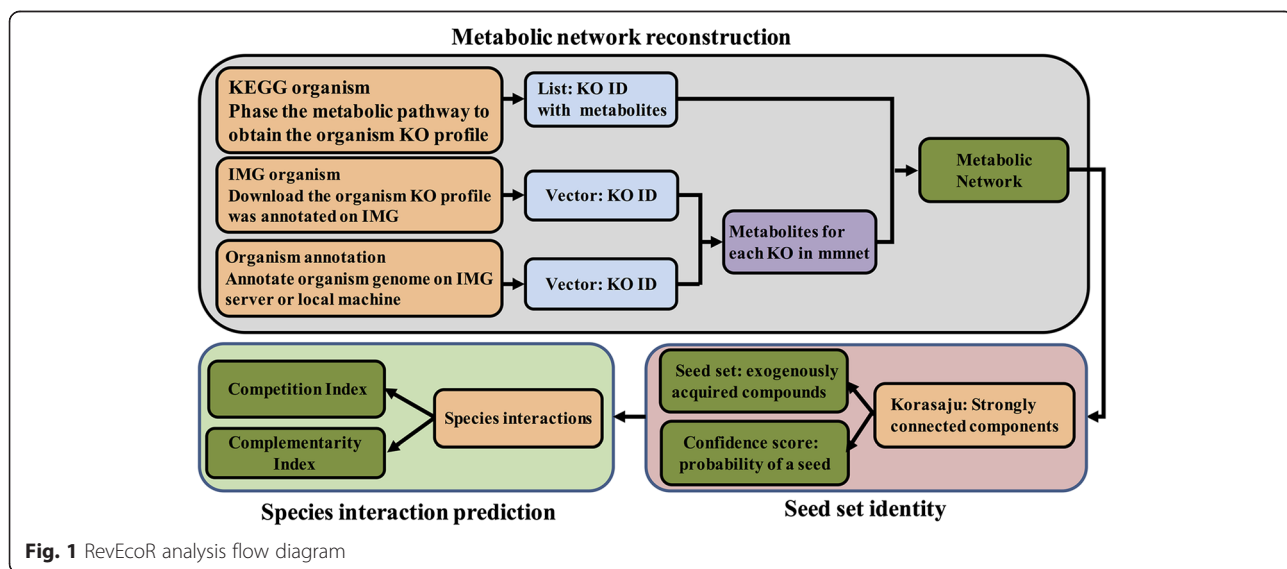 Metabolic network reconstruction
KEGG organism
Phase the metabolic pathway to
obtain the organism KO profile
List: KO ID
with metabolites
IMG organism
Download the organism KO profile
was annotated on IMG
Vector: KO ID
Organism annotation
Annotate organism genome on IMG
server or local machine
Vector: KO ID
Metabolites for
each KO in mmnet
Metabolic
Network
Competition Index
Complementarity
Index
Species interactions
Species interaction prediction
Seed set: exogenously
acquired compounds
Confidence score:
probability of a seed
Korasaju: Strongly
connected components
Seed set identity
Fig. 1 RevEcoR analysis flow diagram